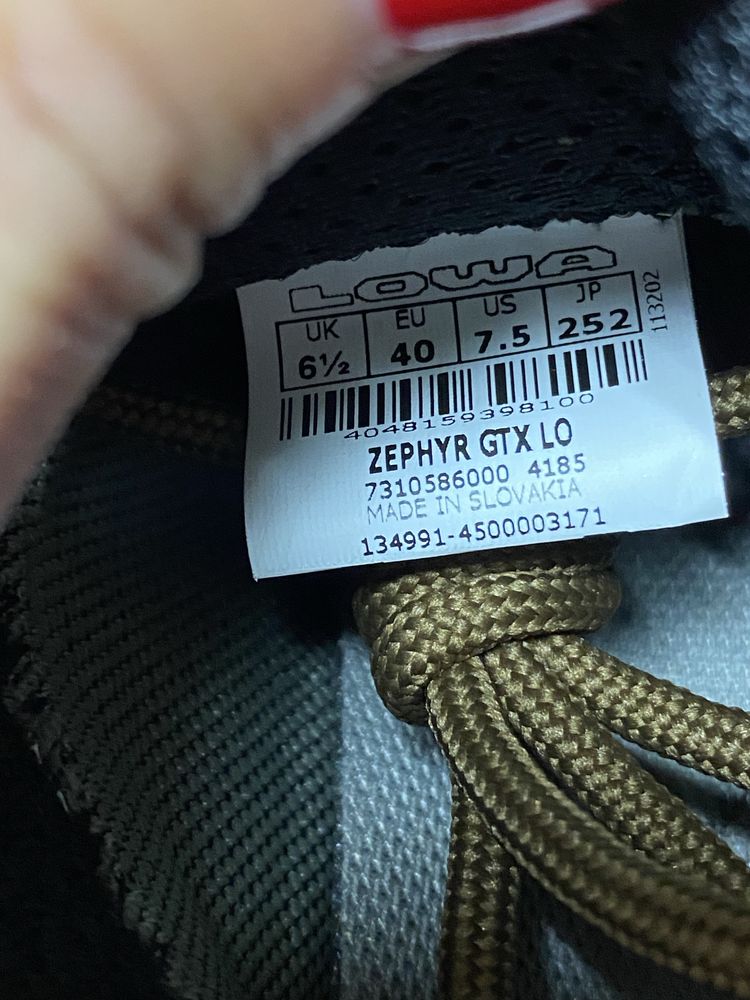 LOWA
UK EU US JP
6½ 40 7.5 252
113202
4048159398100
ZEPHYR GTX LO
7310586000 4185
MADE IN SLOVAKIA
134991-4500003171